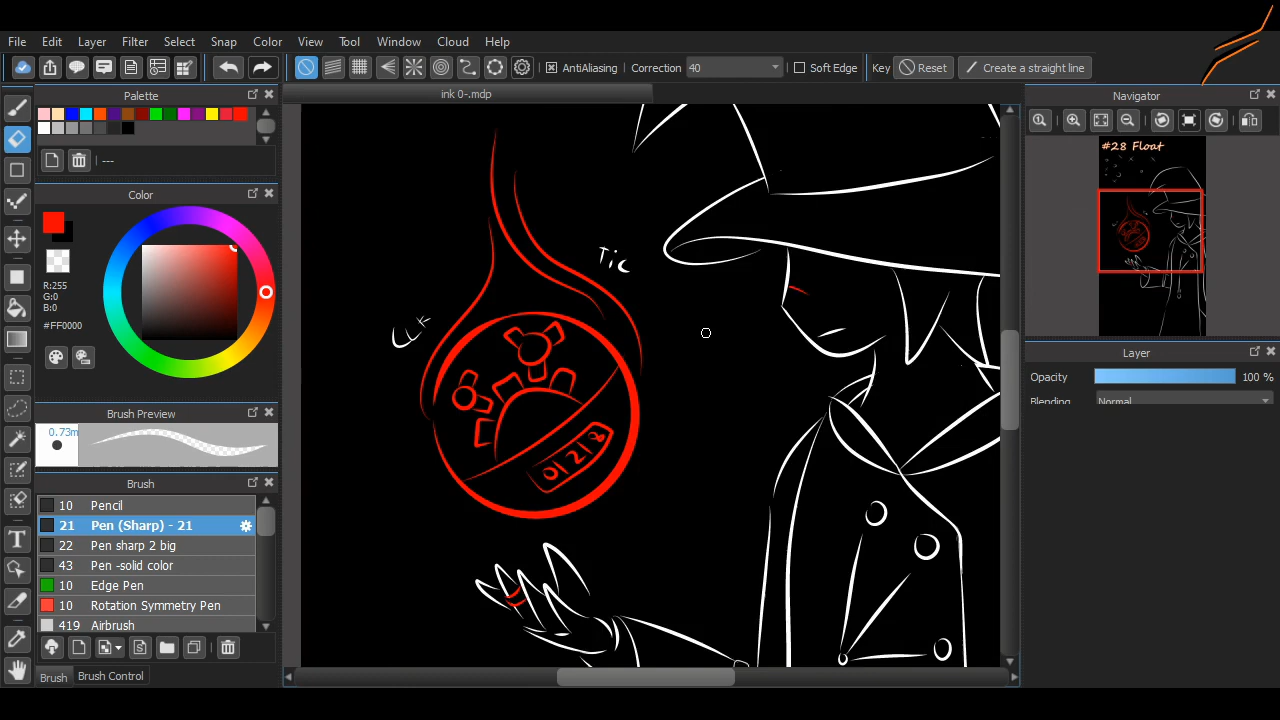 File Edit Layer Filter Select Snap Color View Tool Window Cloud Help
AntiAliasing Correction 40 Soft Edge Key Reset Create a straight line
Palette
ink 0-.mdp
Navigator
---
#28 Float
Color
R:255
G:0
B:0
#FF0000
Tic
CLK
0128
Layer
Opacity 100 %
Blending Normal
Brush Preview
0.73m
Brush
10 Pencil
21 Pen (Sharp) - 21
22 Pen sharp 2 big
43 Pen -solid color
10 Edge Pen
10 Rotation Symmetry Pen
419 Airbrush
Brush Brush Control